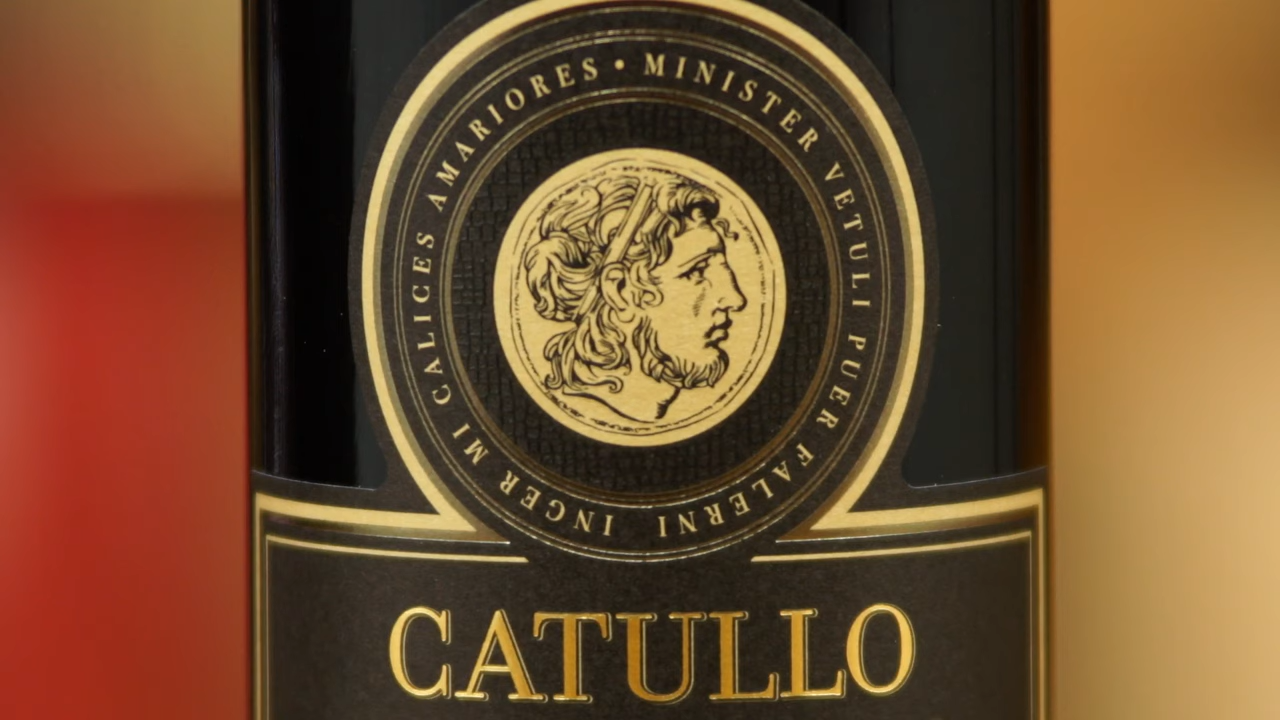 MINISTER VETULI PUER FALERNI INGER MI CALICES AMARIORES •
CATULLO